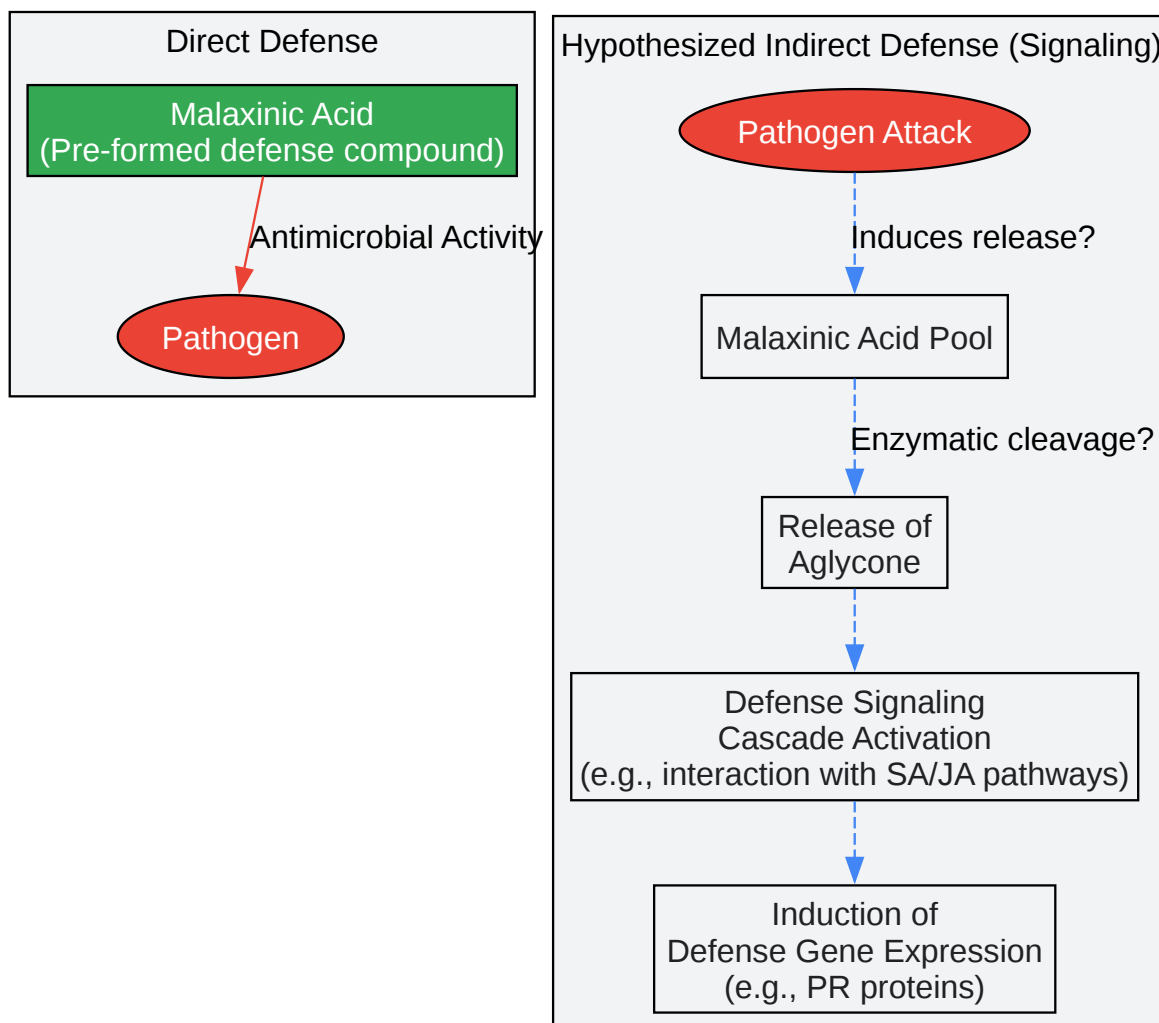 Direct Defense
Malaxinic Acid
(Pre-formed defense compound)
Antimicrobial Activity
Pathogen
Hypothesized Indirect Defense (Signaling)
Pathogen Attack
Induces release?
Malaxinic Acid Pool
Enzymatic cleavage?
Release of
Aglycone
Defense Signaling
Cascade Activation
(e.g., interaction with SA/JA pathways)
Induction of
Defense Gene Expression
(e.g., PR proteins)